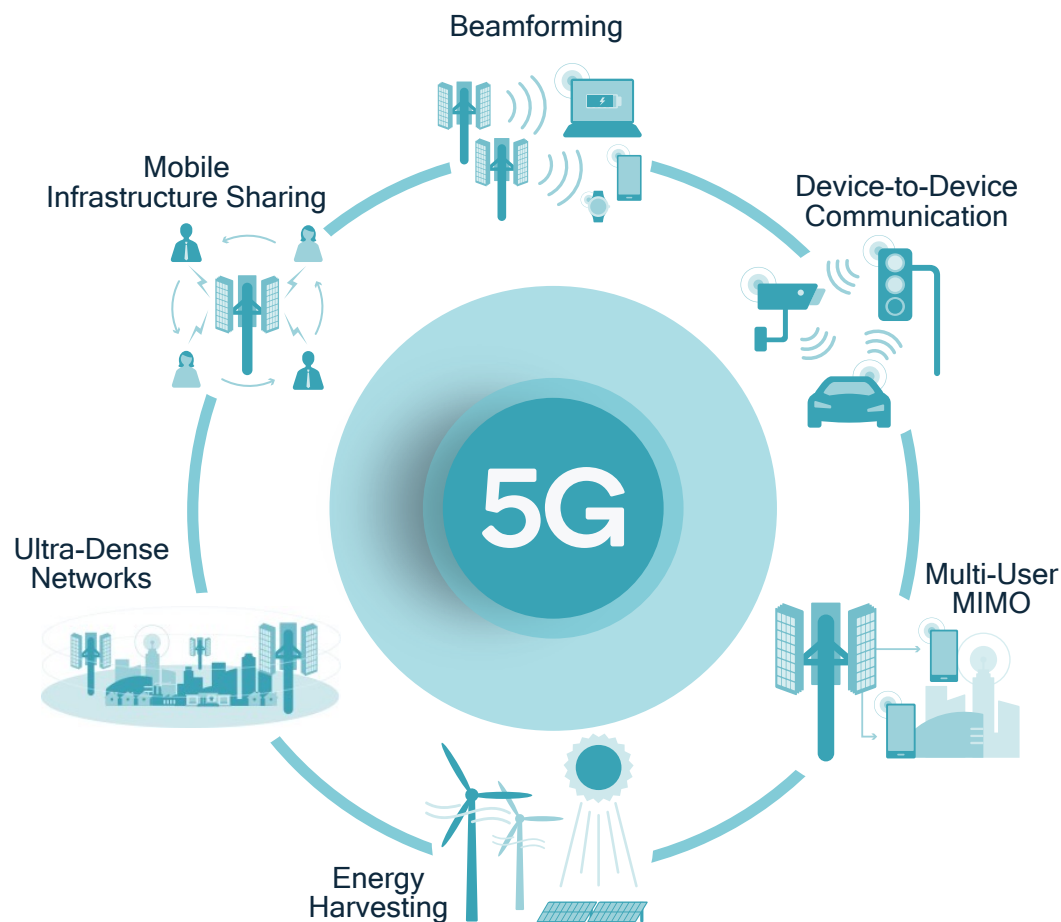 Beamforming
Mobile
Infrastructure Sharing
Device-to-Device
Communication
5G
Ultra-Dense
Networks
Multi-User
MIMO
Energy
Harvesting